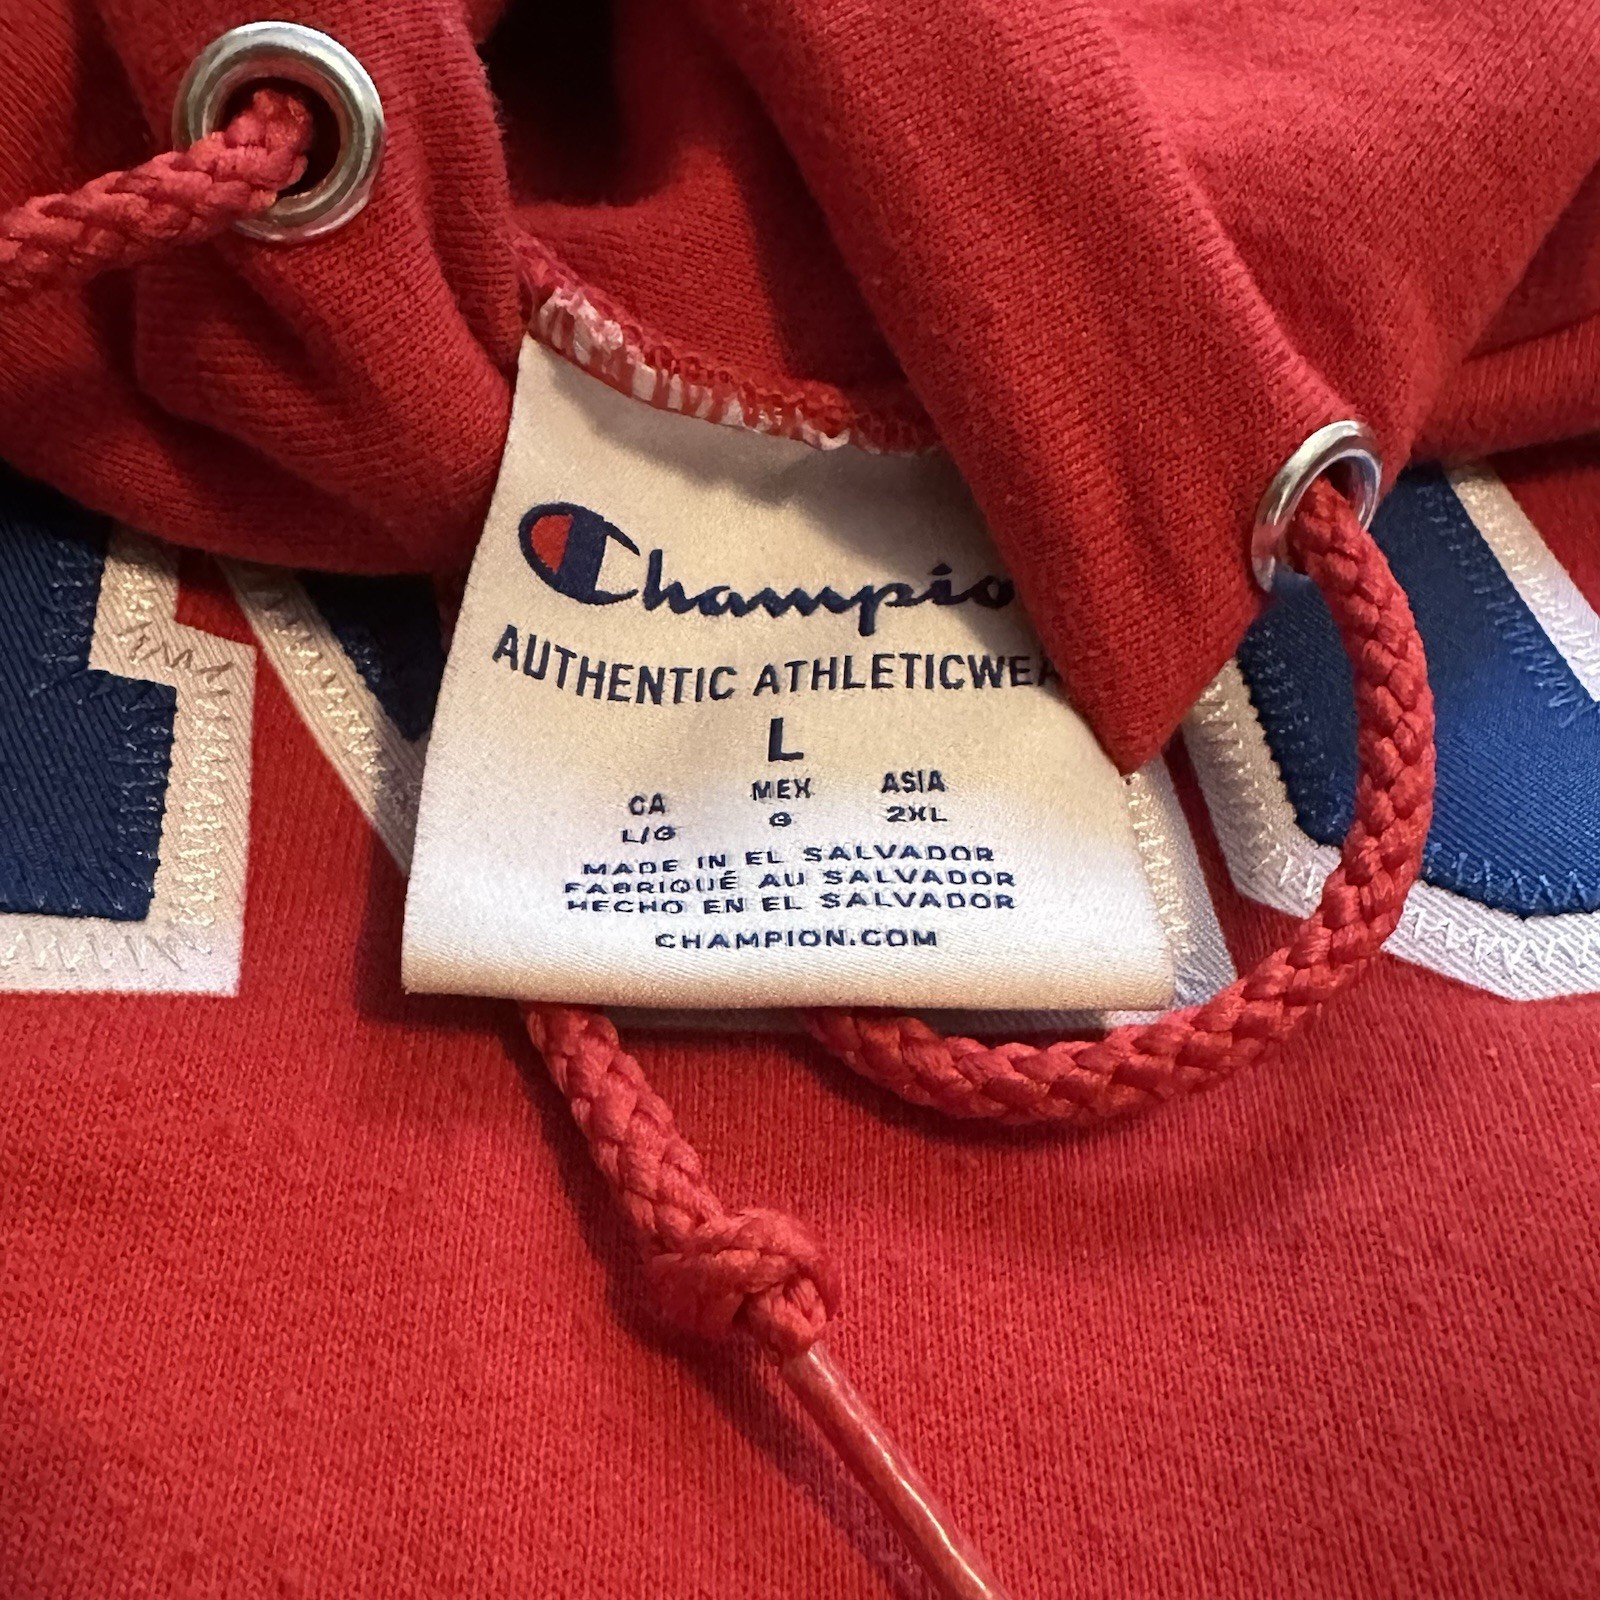 Champio
AUTHENTIC ATHLETICWEA
L
CA MEX ASIA
L/G G 2XL
MADE IN EL SALVADOR
FABRIQUÉ AU SALVADOR
HECHO EN EL SALVADOR
CHAMPION.COM